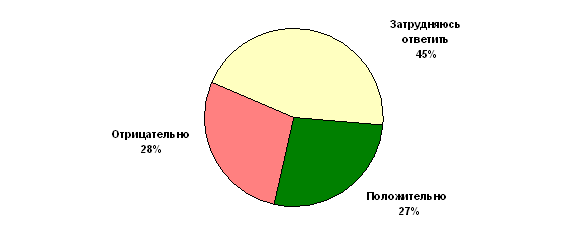 Затрудняюсь
ответить
45%
Отрицательно
28%
Положительно
27%